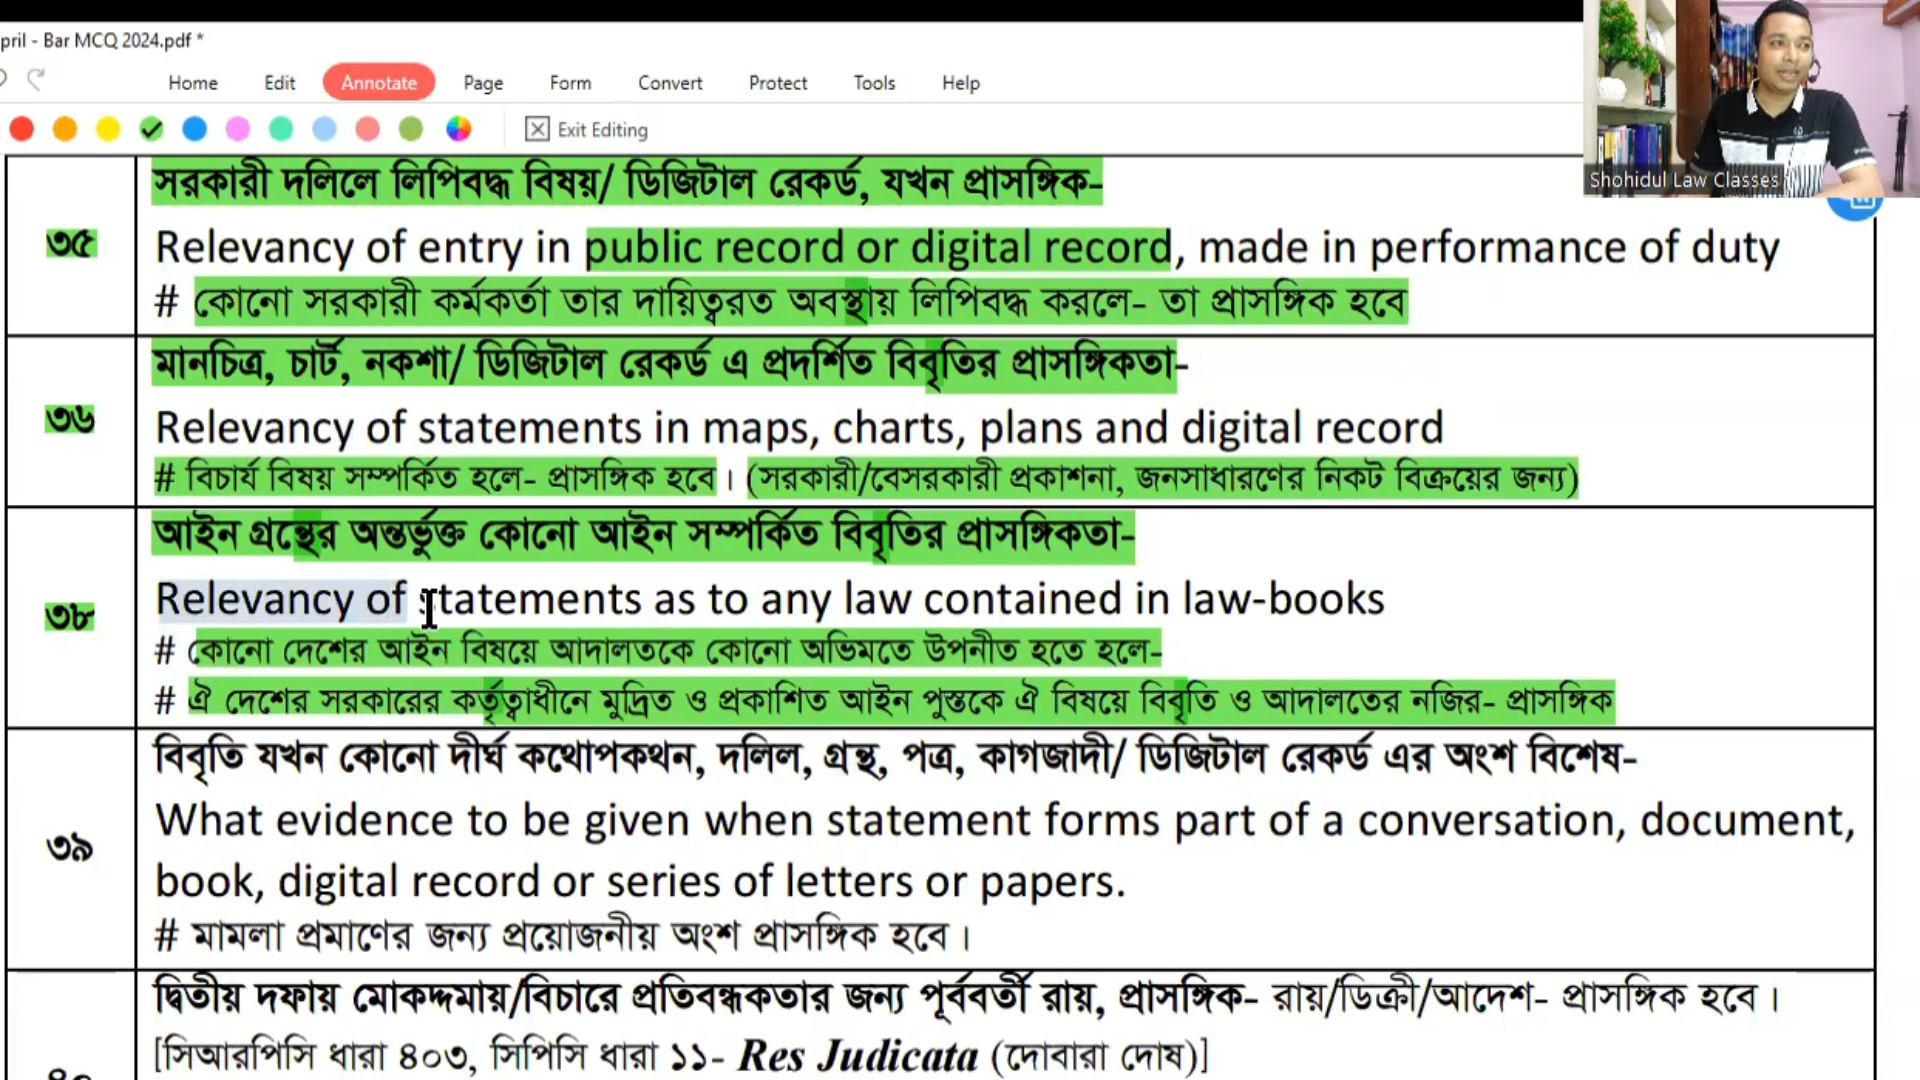 pril - Bar MCQ 2024.pdf *
Home Edit Annotate Page Form Convert Protect Tools Help
Exit Editing
Shohidul Law Classes
সরকারী দলিলে লিপিবদ্ধ বিষয়/ ডিজিটাল রেকর্ড, যখন প্রাসঙ্গিক-
৩৫
Relevancy of entry in public record or digital record, made in performance of duty
# কোনো সরকারী কর্মকর্তা তার দায়িত্বরত অবস্থায় লিপিবদ্ধ করলে- তা প্রাসঙ্গিক হবে
মানচিত্র, চার্ট, নকশা/ ডিজিটাল রেকর্ড এ প্রদর্শিত বিবৃতির প্রাসঙ্গিকতা-
৩৬
Relevancy of statements in maps, charts, plans and digital record
# বিচার্য বিষয় সম্পর্কিত হলে- প্রাসঙ্গিক হবে। (সরকারী/বেসরকারী প্রকাশনা, জনসাধারণের নিকট বিক্রয়ের জন্য)
আইন গ্রন্থের অন্তর্ভুক্ত কোনো আইন সম্পর্কিত বিবৃতির প্রাসঙ্গিকতা-
৩৮
Relevancy of statements as to any law contained in law-books
# কোনো দেশের আইন বিষয়ে আদালতকে কোনো অভিমতে উপনীত হতে হলে-
# ঐ দেশের সরকারের কর্তৃত্বাধীনে মুদ্রিত ও প্রকাশিত আইন পুস্তকে ঐ বিষয়ে বিবৃতি ও আদালতের নজির- প্রাসঙ্গিক
বিবৃতি যখন কোনো দীর্ঘ কথোপকথন, দলিল, গ্রন্থ, পত্র, কাগজাদী/ ডিজিটাল রেকর্ড এর অংশ বিশেষ-
৩৯
What evidence to be given when statement forms part of a conversation, document,
book, digital record or series of letters or papers.
# মামলা প্রমাণের জন্য প্রয়োজনীয় অংশ প্রাসঙ্গিক হবে।
দ্বিতীয় দফায় মোকদ্দমায়/বিচারে প্রতিবন্ধকতার জন্য পূর্ববর্তী রায়, প্রাসঙ্গিক- রায়/ডিক্রী/আদেশ- প্রাসঙ্গিক হবে।
[সিআরপিসি ধারা ৪০৩, সিপিসি ধারা ১১- Res Judicata (দোবারা দোষ)]
৪০